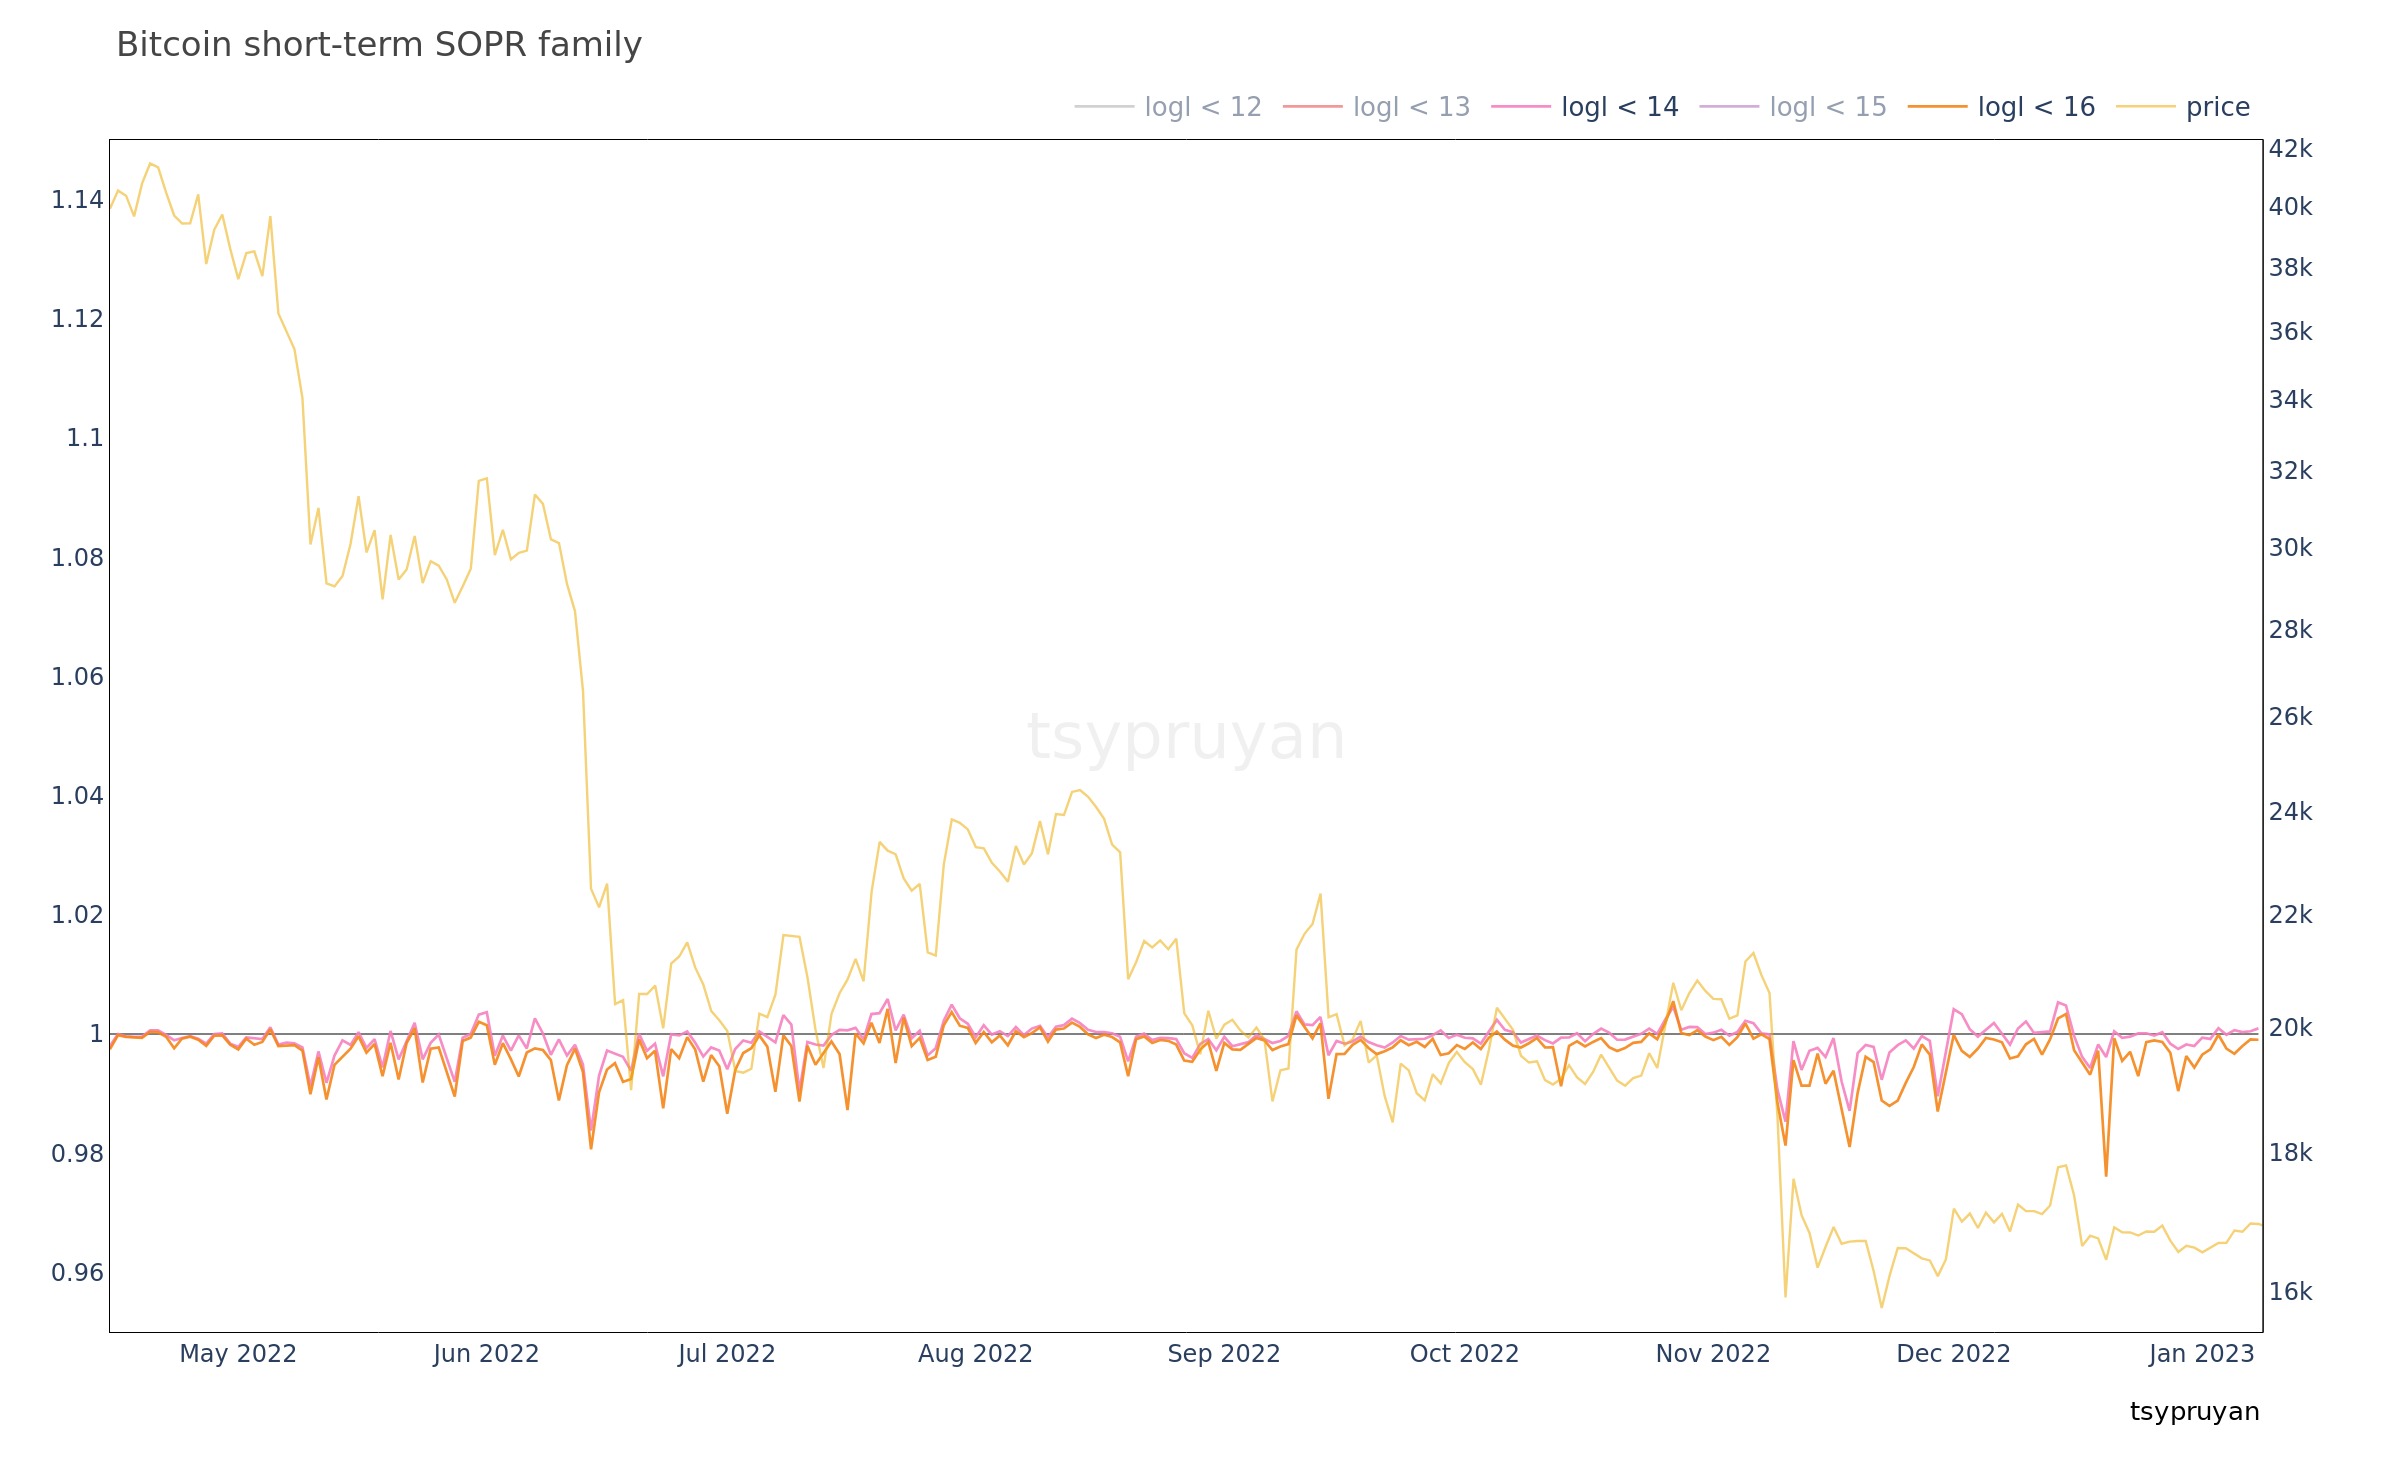 Bitcoin short-term SOPR family
logl < 12 logl < 13 logl < 14 logl < 15 logl < 16 price
1.14
1.12
1.1
1.08
1.06
1.04
1.02
1
0.98
0.96
42k
40k
38k
36k
34k
32k
30k
28k
26k
24k
22k
20k
18k
16k
tsypruyan
May 2022 Jun 2022 Jul 2022 Aug 2022 Sep 2022 Oct 2022 Nov 2022 Dec 2022 Jan 2023
tsypruyan